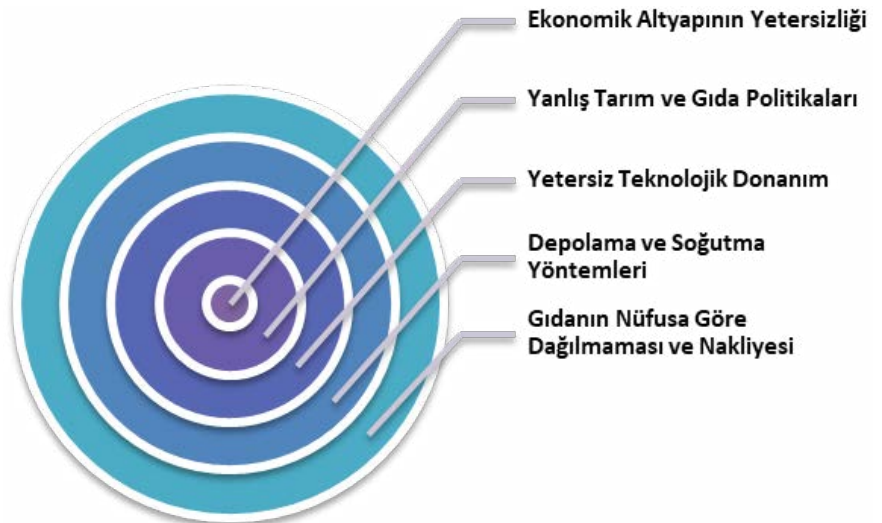 Ekonomik Altyapının Yetersizliği
Yanlış Tarım ve Gıda Politikaları
Yetersiz Teknolojik Donanım
Depolama ve Soğutma
Yöntemleri
Gıdanın Nüfusa Göre
Dağılmaması ve Nakliyesi